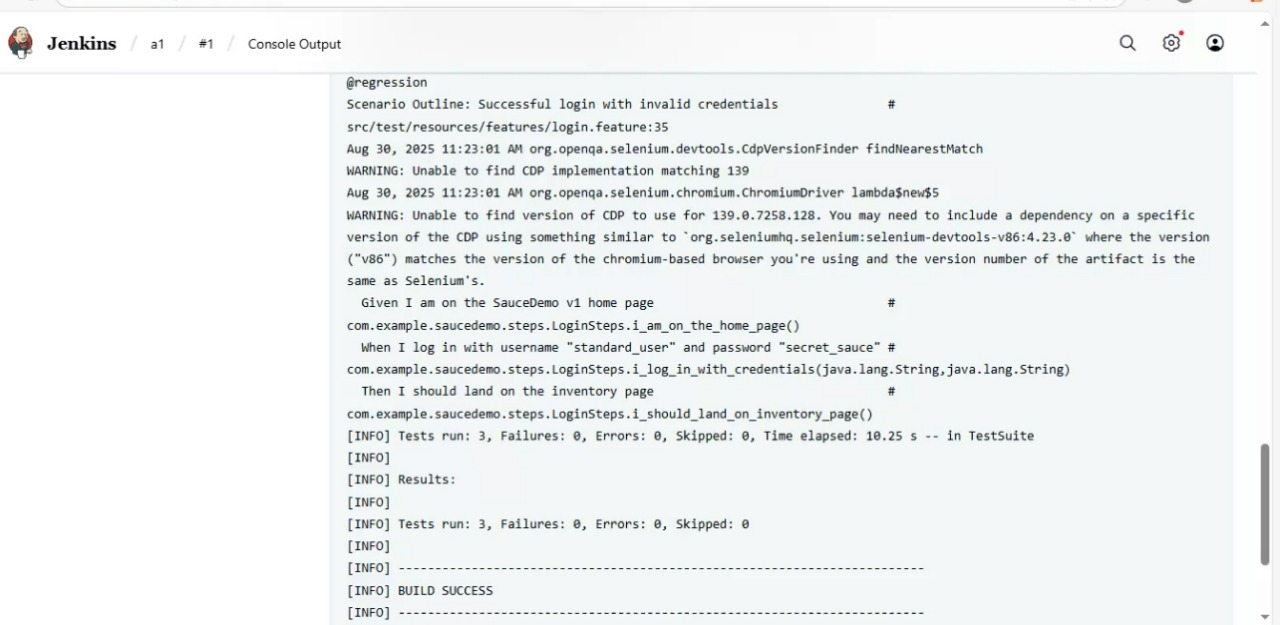 Jenkins / a1 / #1 / Console Output
@regression
Scenario Outline: Successful login with invalid credentials #
src/test/resources/features/login.feature:35
Aug 30, 2025 11:23:01 AM org.openqa.selenium.devtools.CdpVersionFinder findNearestMatch
WARNING: Unable to find CDP implementation matching 139
Aug 30, 2025 11:23:01 AM org.openqa.selenium.chromium.ChromiumDriver lambda$new$5
WARNING: Unable to find version of CDP to use for 139.0.7258.128. You may need to include a dependency on a specific
version of the CDP using something similar to `org.seleniumhq.selenium:selenium-devtools-v86:4.23.0` where the version
("v86") matches the version of the chromium-based browser you're using and the version number of the artifact is the
same as Selenium's.
Given I am on the SauceDemo v1 home page #
com.example.saucedemo.steps.LoginSteps.i_am_on_the_home_page()
When I log in with username "standard_user" and password "secret_sauce" #
com.example.saucedemo.steps.LoginSteps.i_log_in_with_credentials(java.lang.String,java.lang.String)
Then I should land on the inventory page #
com.example.saucedemo.steps.LoginSteps.i_should_land_on_inventory_page()
[INFO] Tests run: 3, Failures: 0, Errors: 0, Skipped: 0, Time elapsed: 10.25 s -- in TestSuite
[INFO]
[INFO] Results:
[INFO]
[INFO] Tests run: 3, Failures: 0, Errors: 0, Skipped: 0
[INFO]
[INFO] ------------------------------------------------------------------------
[INFO] BUILD SUCCESS
[INFO] ------------------------------------------------------------------------